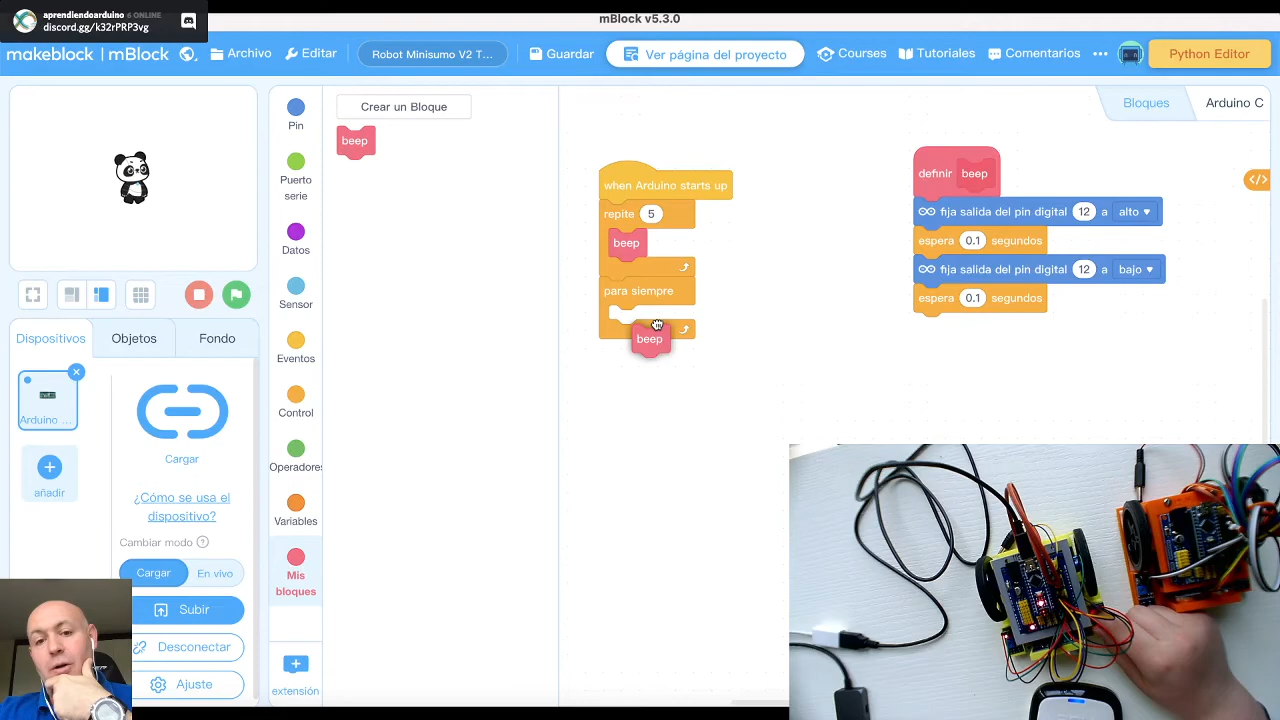 aprendiendoarduino 6 ONLINE
discord.gg/k32rPRP3vg
mBlock v5.3.0
makeblock | mBlock
Archivo
Editar
Robot Minisumo V2 T...
Guardar
Ver página del proyecto
Courses
Tutoriales
Comentarios
Python Editor
Pin
Puerto
serie
Datos
Sensor
Eventos
Control
Operadores
Variables
Mis
bloques
extensión
Crear un Bloque
beep
when Arduino starts up
repite 5
beep
para siempre
beep
Bloques
Arduino C
definir beep
fija salida del pin digital 12 a alto
espera 0.1 segundos
fija salida del pin digital 12 a bajo
espera 0.1 segundos
Dispositivos
Objetos
Fondo
Arduino ...
añadir
Cargar
¿Cómo se usa el
dispositivo?
Cambiar modo
Cargar
En vivo
Subir
Desconectar
Ajuste